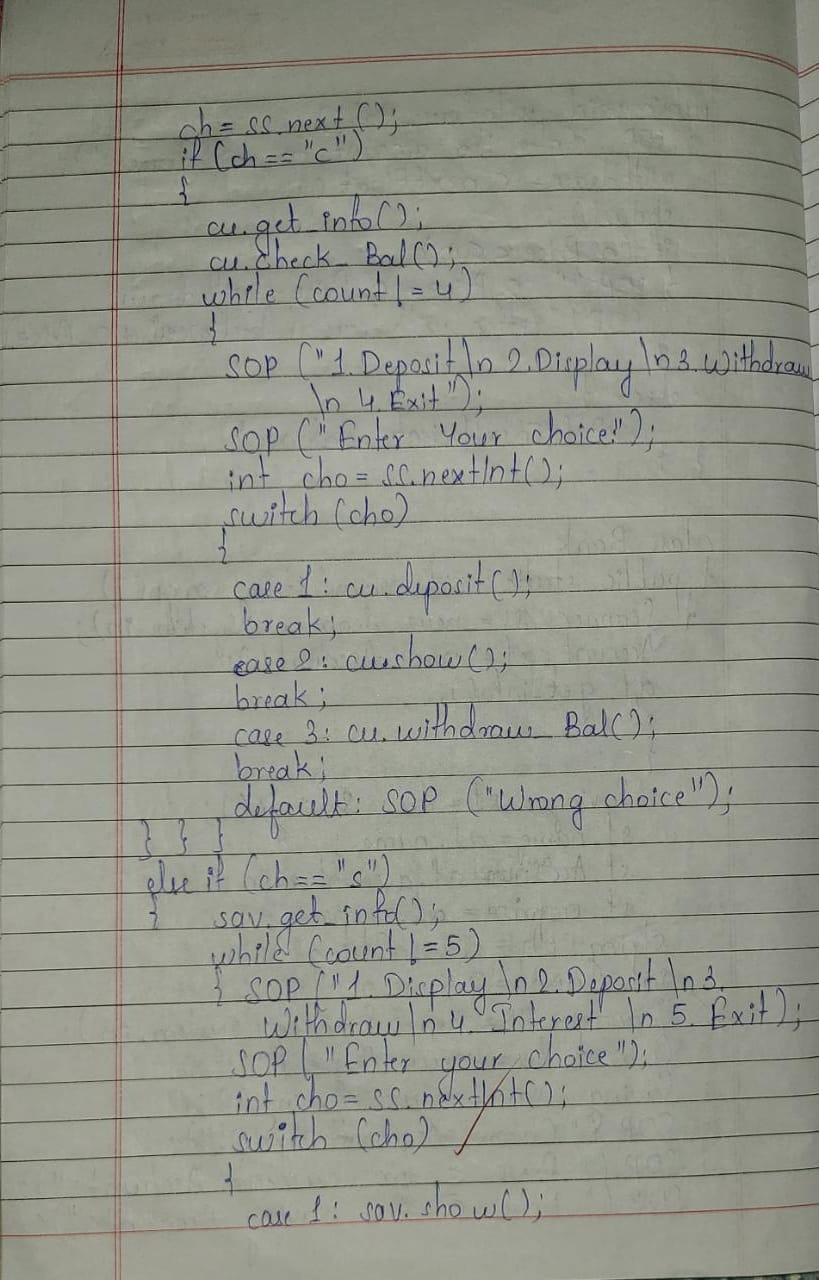 ch = ss.next();
if (ch == "c")
{
cu.get_info();
cu.check_Bal();
while (count != 4)
{
SOP ("1. Deposit \n 2. Display \n 3. Withdraw
\n 4. Exit");
SOP ("Enter Your choice:");
int cho = ss.nextInt();
switch (cho)
{
case 1: cu.deposit();
break;
case 2: cu.show();
break;
case 3: cu.withdraw_Bal();
break;
default: SOP ("Wrong choice");
} } }
else if (ch == "s")
{ sav.get_info();
while (count != 5)
{ SOP ("1. Display \n 2. Deposit \n 3.
Withdraw \n 4. Interest \n 5. Exit);
SOP ("Enter your choice");
int cho = ss.nextInt();
switch (cho)
{
case 1: sav.show();